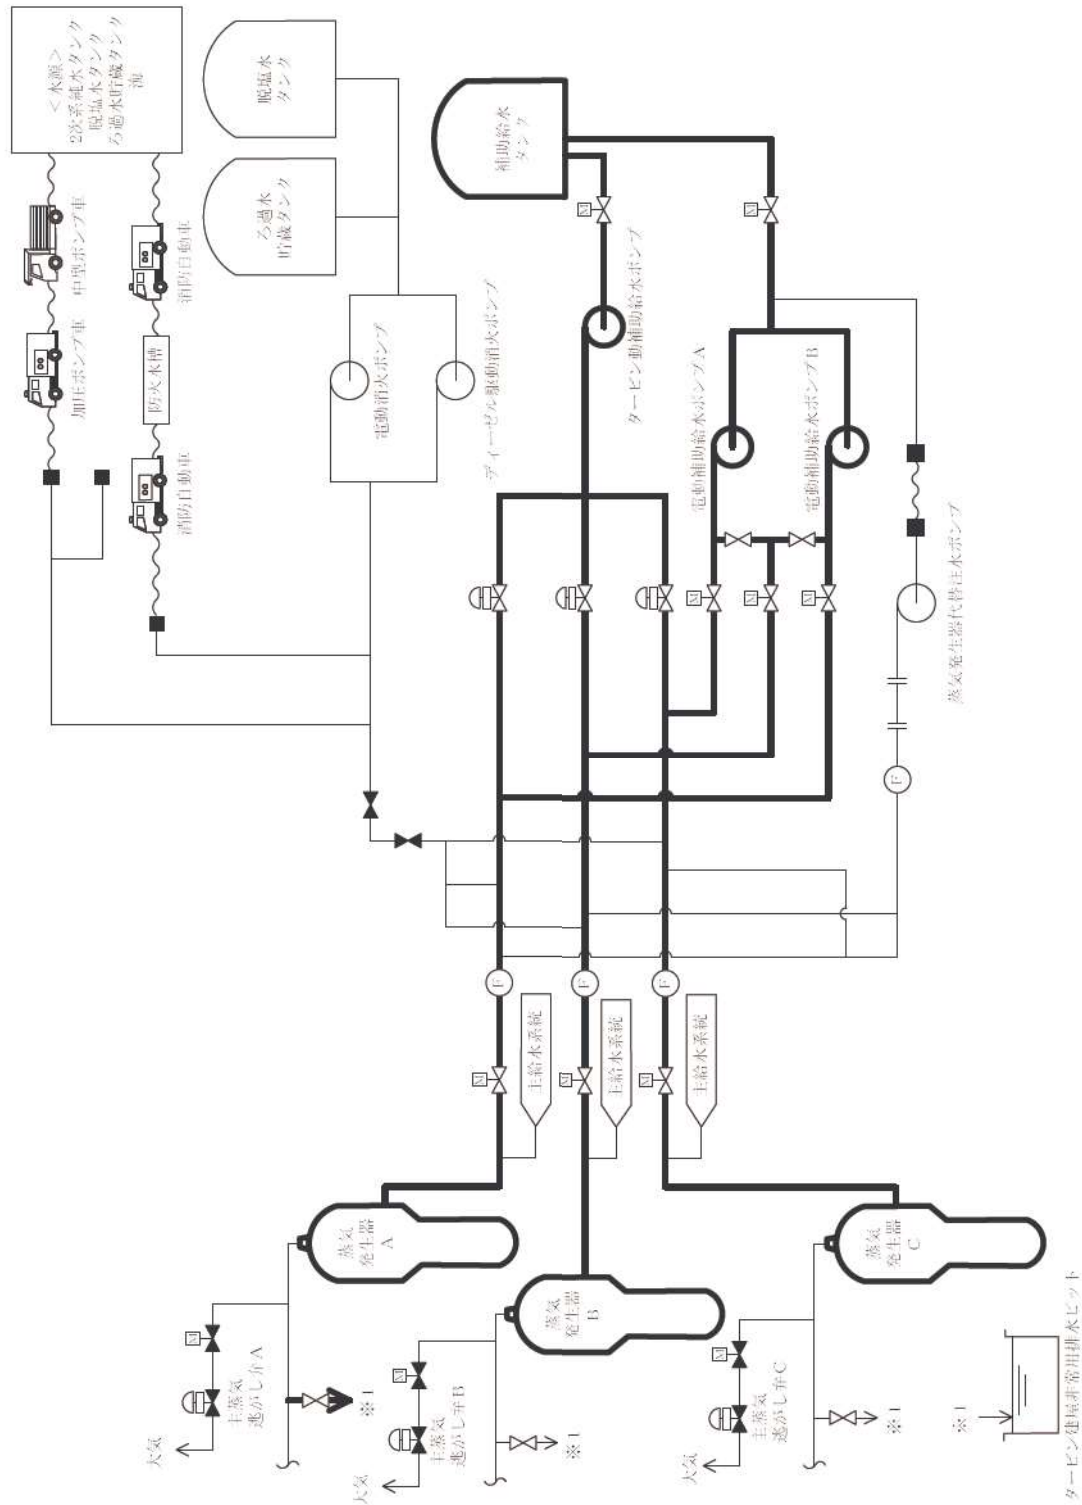 <水源>
2次系純水タンク
脱塩水タンク
ろ過水貯蔵タンク
海
脱塩水
タンク
ろ過水
貯蔵タンク
補助給水
タンク
中型ポンプ車
加圧ポンプ車
消防自動車
防火水槽
消防自動車
電動消火ポンプ
ディーゼル駆動消火ポンプ
タービン動補助給水ポンプ
電動補助給水ポンプA
電動補助給水ポンプB
蒸気発生器代替注水ポンプ
M
M
M
M
M
F
F
F
F
M
M
M
主給水系統
主給水系統
主給水系統
蒸気
発生器
A
蒸気
発生器
B
蒸気
発生器
C
M
主蒸気
逃がし弁A
大気
※1
M
主蒸気
逃がし弁B
大気
※1
M
主蒸気
逃がし弁C
大気
※1
※1
タービン建屋非常用排水ピット